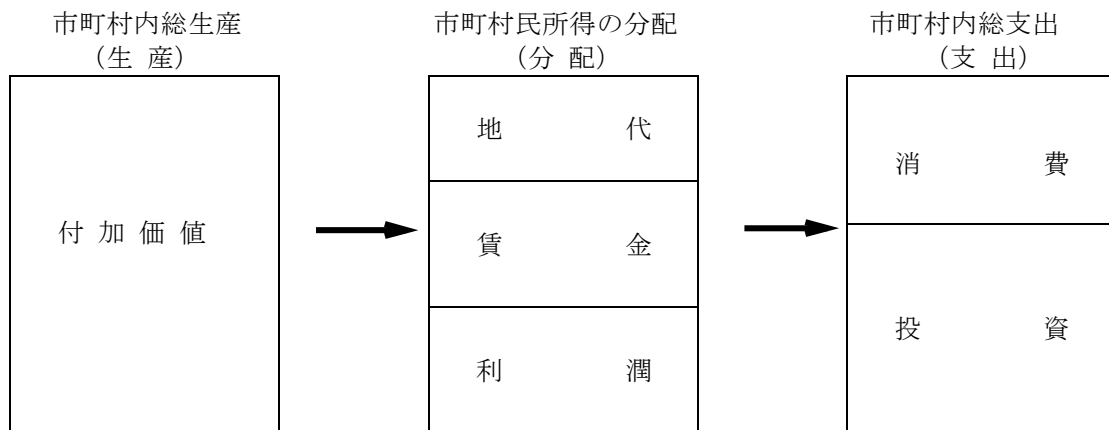 市町村内総生産
（生 産）
付 加 価 値
市町村民所得の分配
（分 配）
地 代
賃 金
利 潤
市町村内総支出
（支 出）
消 費
投 資